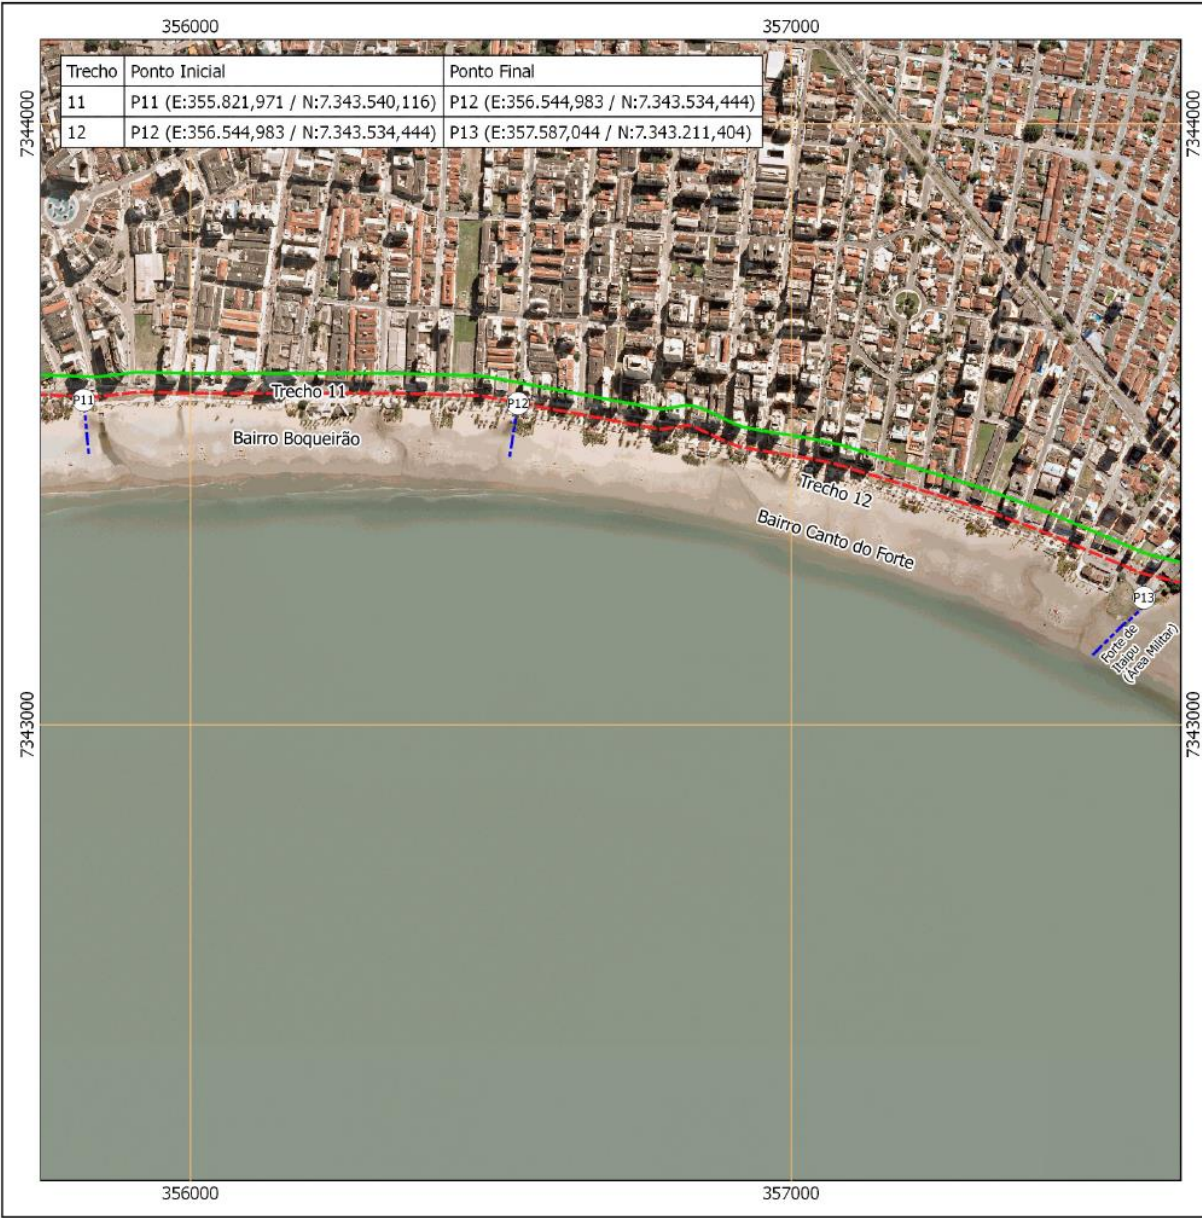 356000 357000
Trecho Ponto Inicial Ponto Final
11 P11 (E:355.821,971 / N:7.343.540,116) P12 (E:356.544,983 / N:7.343.534,444)
12 P12 (E:356.544,983 / N:7.343.534,444) P13 (E:357.587,044 / N:7.343.211,404)
7344000 7344000
P11 Trecho 11 P12
Bairro Boqueirão
Trecho 12
Bairro Canto do Forte
P13
Forte de
Itaipu
(Área Militar)
7343000 7343000
356000 357000